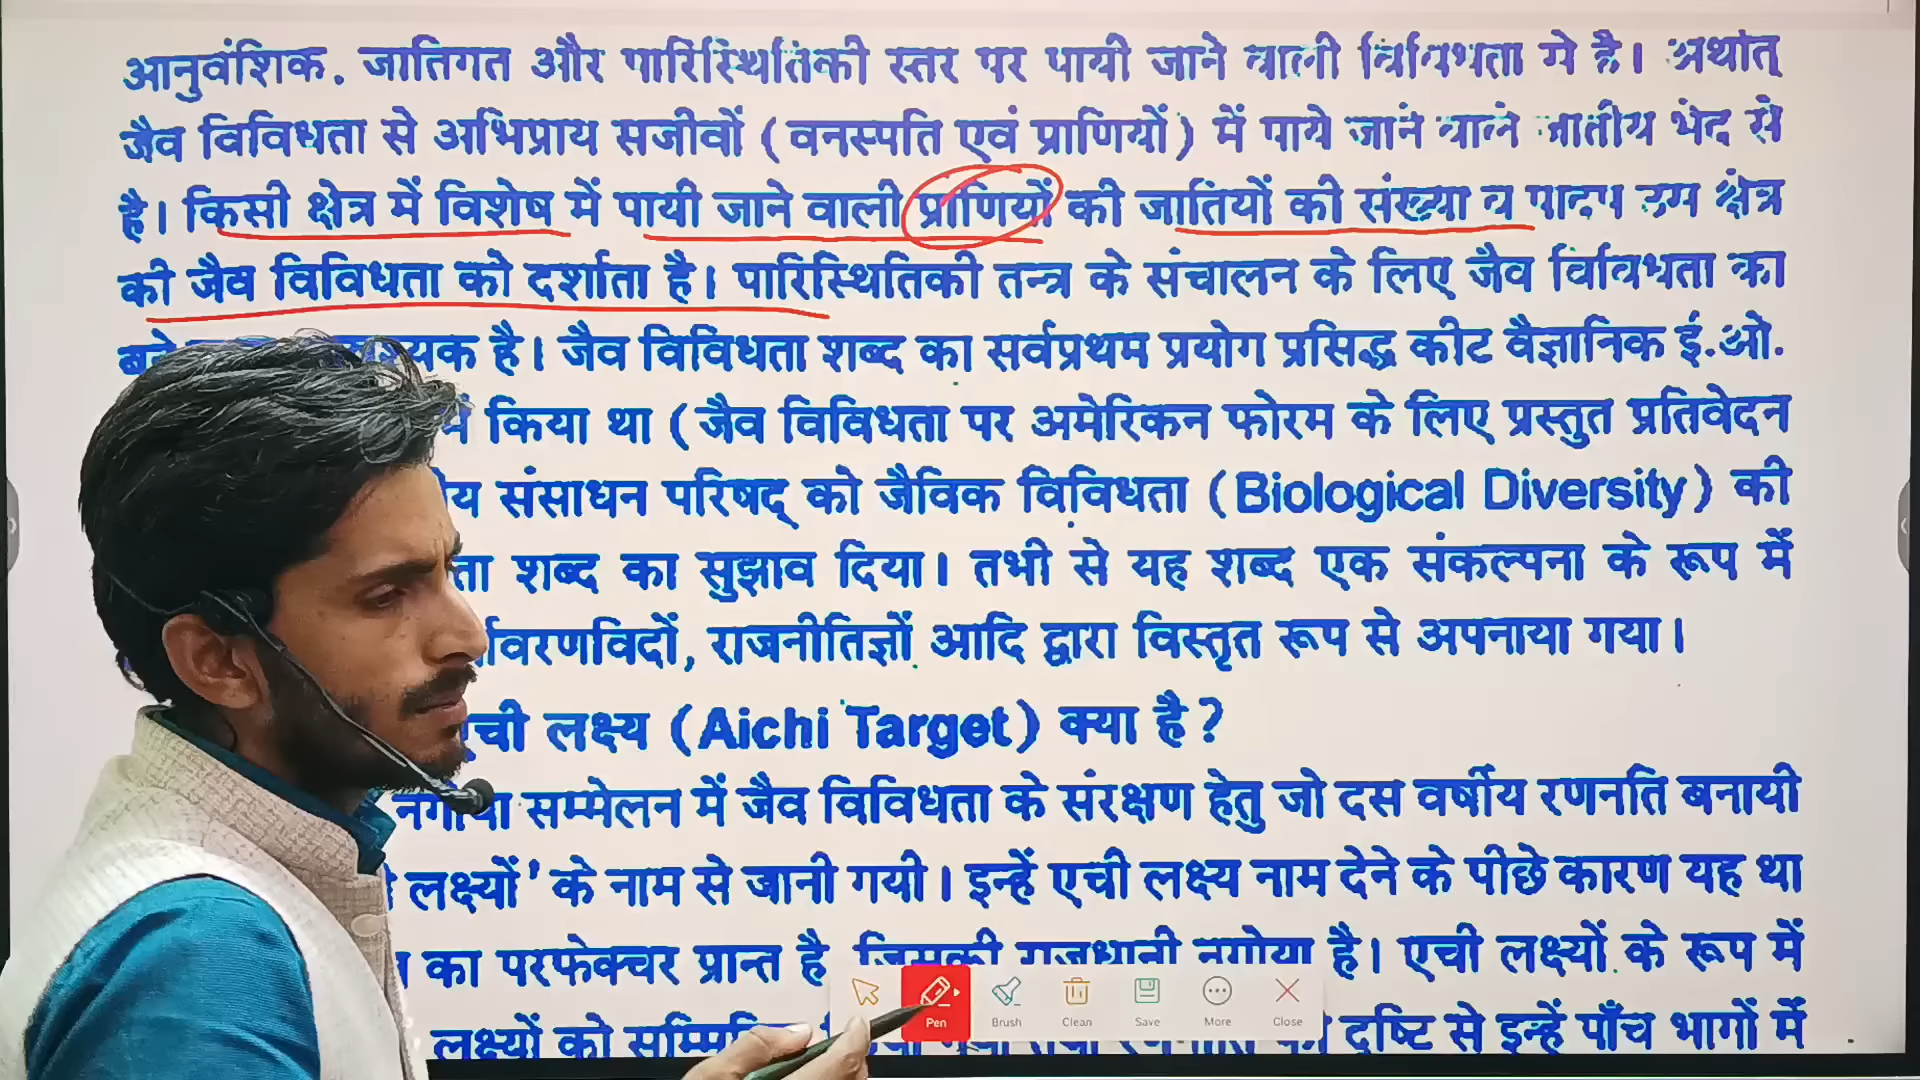 आनुवंशिक, जातिगत और पारिस्थितिकी स्तर पर पायी जाने वाली विविधता से है। अर्थात्
जैव विविधता से अभिप्राय सजीवों (वनस्पति एवं प्राणियों) में पाये जाने वाले जातीय भेद से
है। किसी क्षेत्र में विशेष में पायी जाने वाली प्राणियों की जातियों की संख्या व पादप उस क्षेत्र
की जैव विविधता को दर्शाता है। पारिस्थितिकी तन्त्र के संचालन के लिए जैव विविधता का
है। जैव विविधता शब्द का सर्वप्रथम प्रयोग प्रसिद्ध कीट वैज्ञानिक ई.ओ.
में किया था (जैव विविधता पर अमेरिकन फोरम के लिए प्रस्तुत प्रतिवेदन
संसाधन परिषद् को जैविक विविधता (Biological Diversity) की
शब्द का सुझाव दिया। तभी से यह शब्द एक संकल्पना के रूप में
राजनीतिज्ञों आदि द्वारा विस्तृत रूप से अपनाया गया।
लक्ष्य (Aichi Target) क्या है?
नगोया सम्मेलन में जैव विविधता के संरक्षण हेतु जो दस वर्षीय रणनति बनायी
लक्ष्यों' के नाम से जानी गयी। इन्हें एची लक्ष्य नाम देने के पीछे कारण यह था
का परफेक्चर प्रान्त है, जिसकी राजधानी नगोया है। एची लक्ष्यों के रूप में
लक्ष्यों को दृष्टि से इन्हें पाँच भागों में
Pen Brush Clean Save More Close